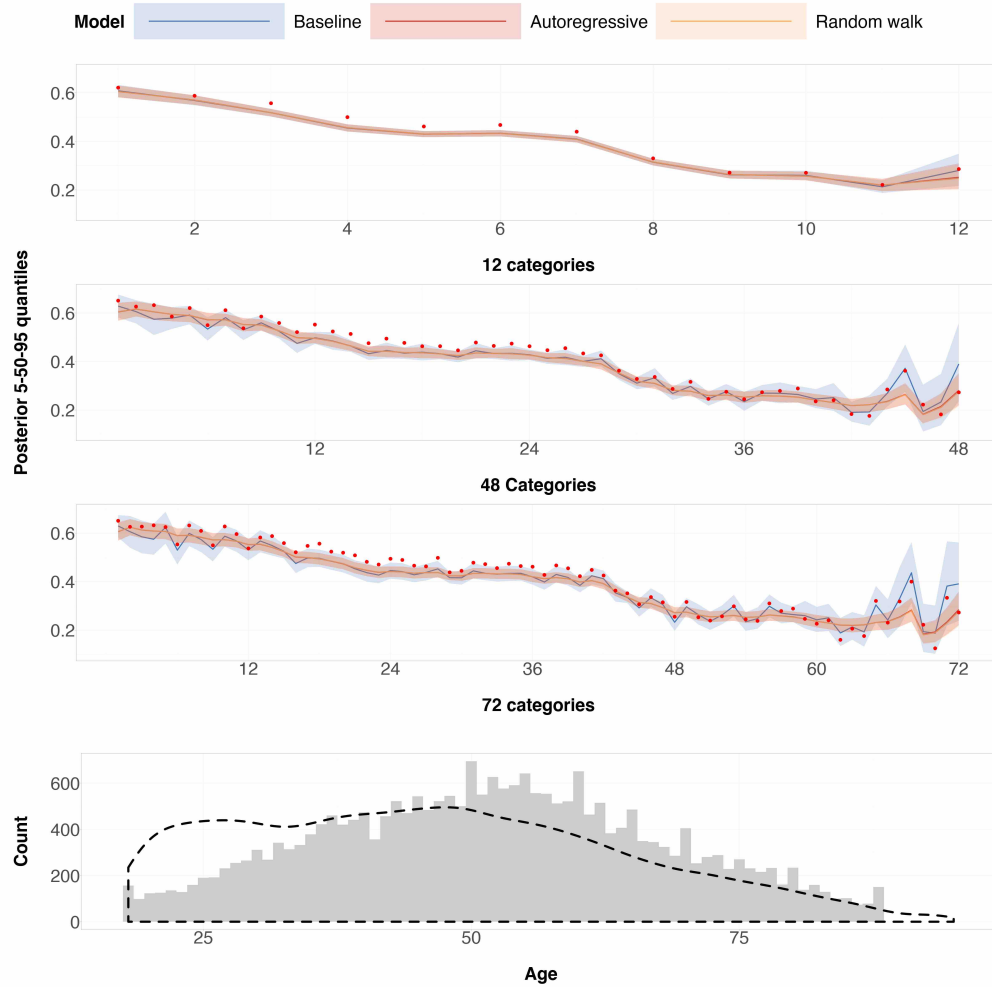 Model Baseline Autoregressive Random walk
0.6
0.4
0.2
2 4 6 8 10 12
12 categories
Posterior 5-50-95 quantiles
0.6
0.4
0.2
12 24 36 48
48 Categories
0.6
0.4
0.2
12 24 36 48 60 72
72 categories
Count
600
400
200
0
25 50 75
Age